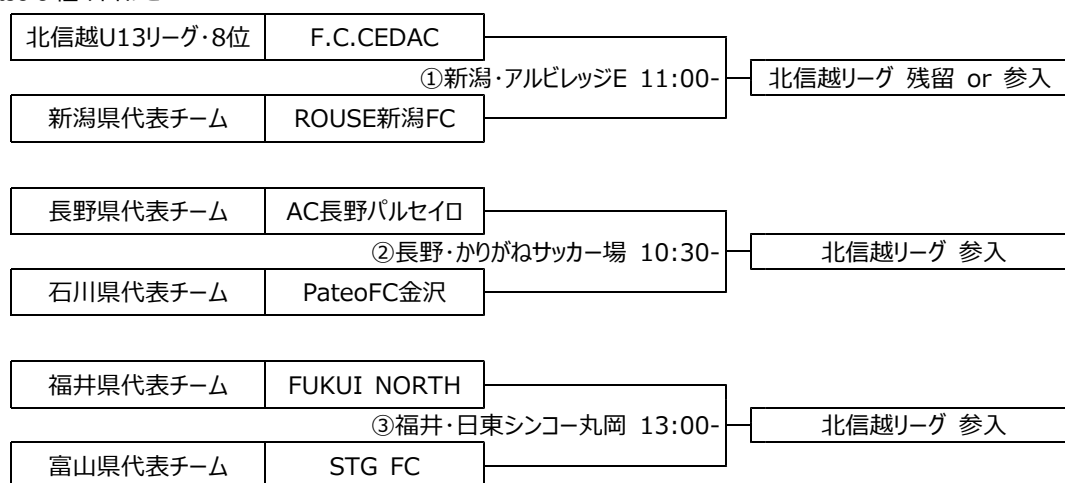 北信越U13リーグ・8位 F.C.CEDAC
①新潟・アルビレッジE 11:00- 北信越リーグ 残留 or 参入
新潟県代表チーム ROUSE新潟FC
長野県代表チーム AC長野パルセイロ
②長野・かりがねサッカー場 10:30- 北信越リーグ 参入
石川県代表チーム PateoFC金沢
福井県代表チーム FUKUI NORTH
③福井・日東シンコー丸岡 13:00- 北信越リーグ 参入
富山県代表チーム STG FC